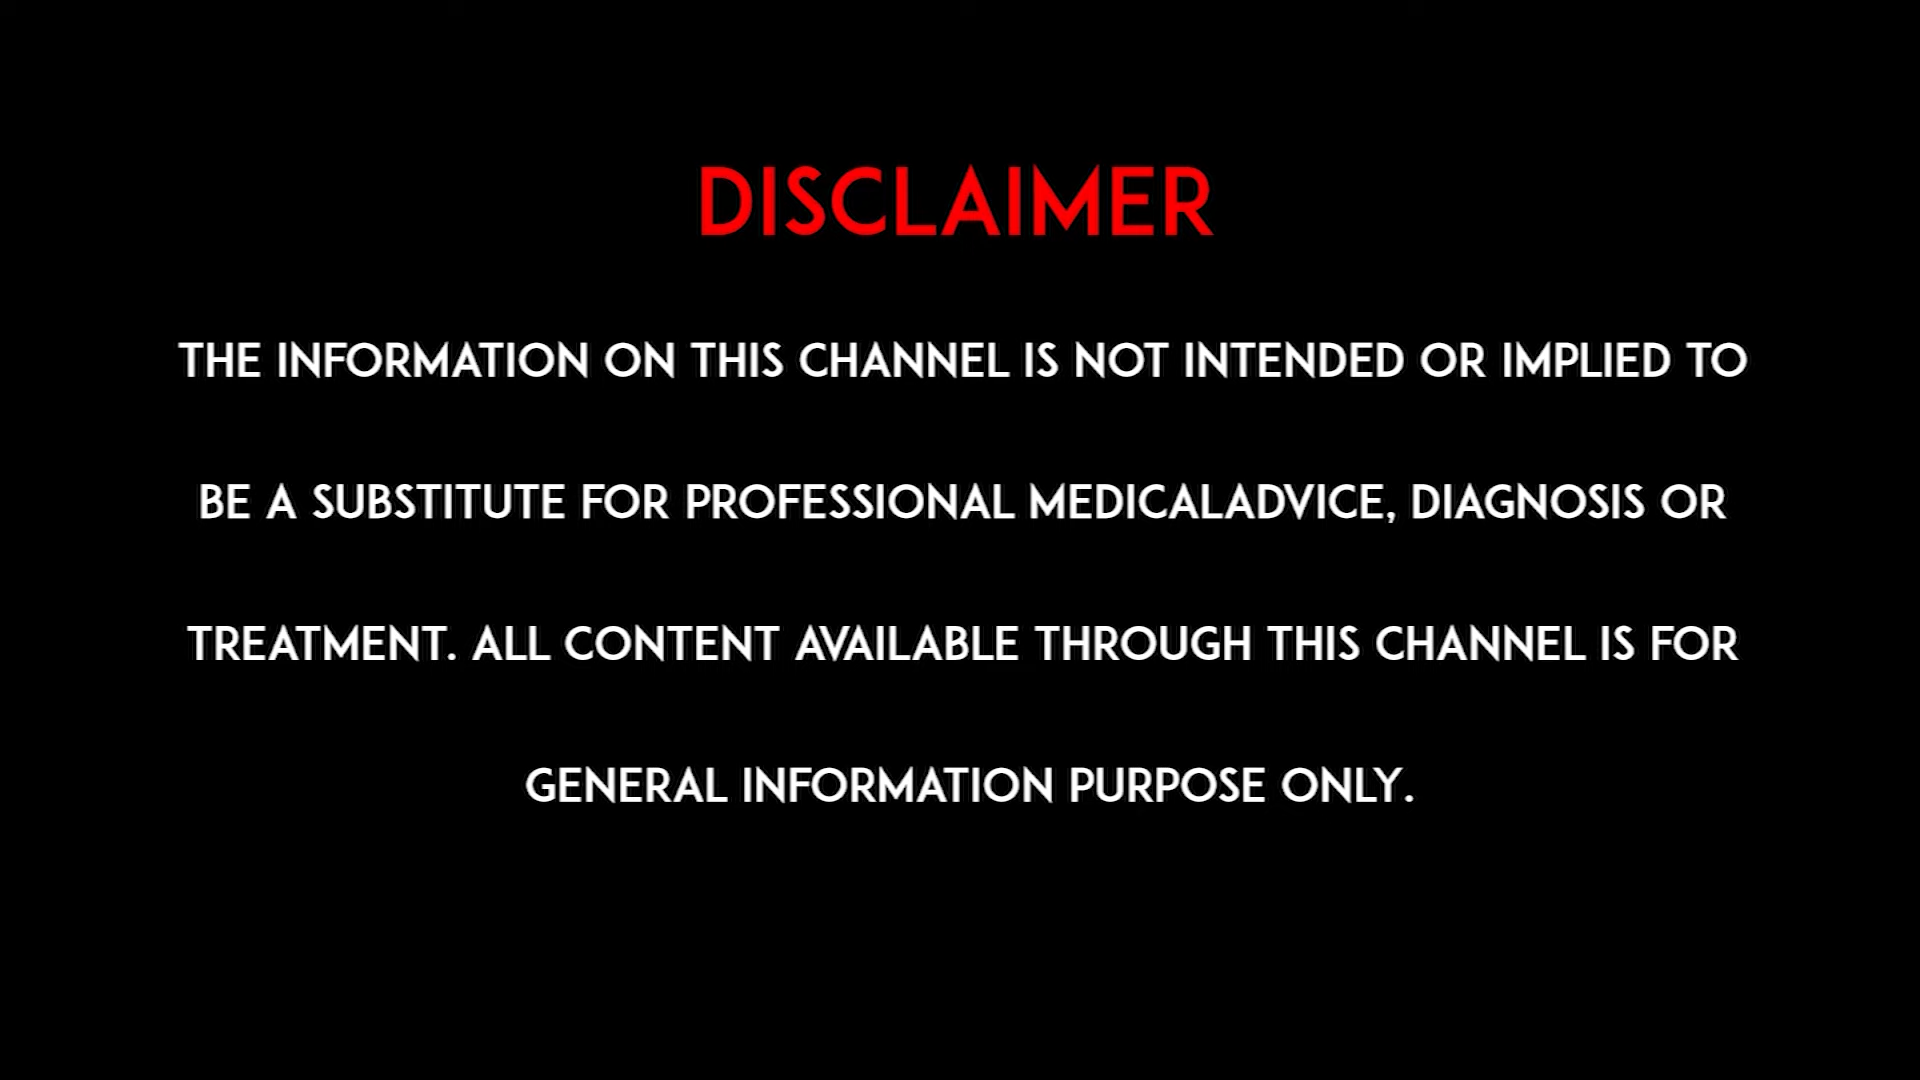 DISCLAIMER
THE INFORMATION ON THIS CHANNEL IS NOT INTENDED OR IMPLIED TO
BE A SUBSTITUTE FOR PROFESSIONAL MEDICALADVICE, DIAGNOSIS OR
TREATMENT. ALL CONTENT AVAILABLE THROUGH THIS CHANNEL IS FOR
GENERAL INFORMATION PURPOSE ONLY.